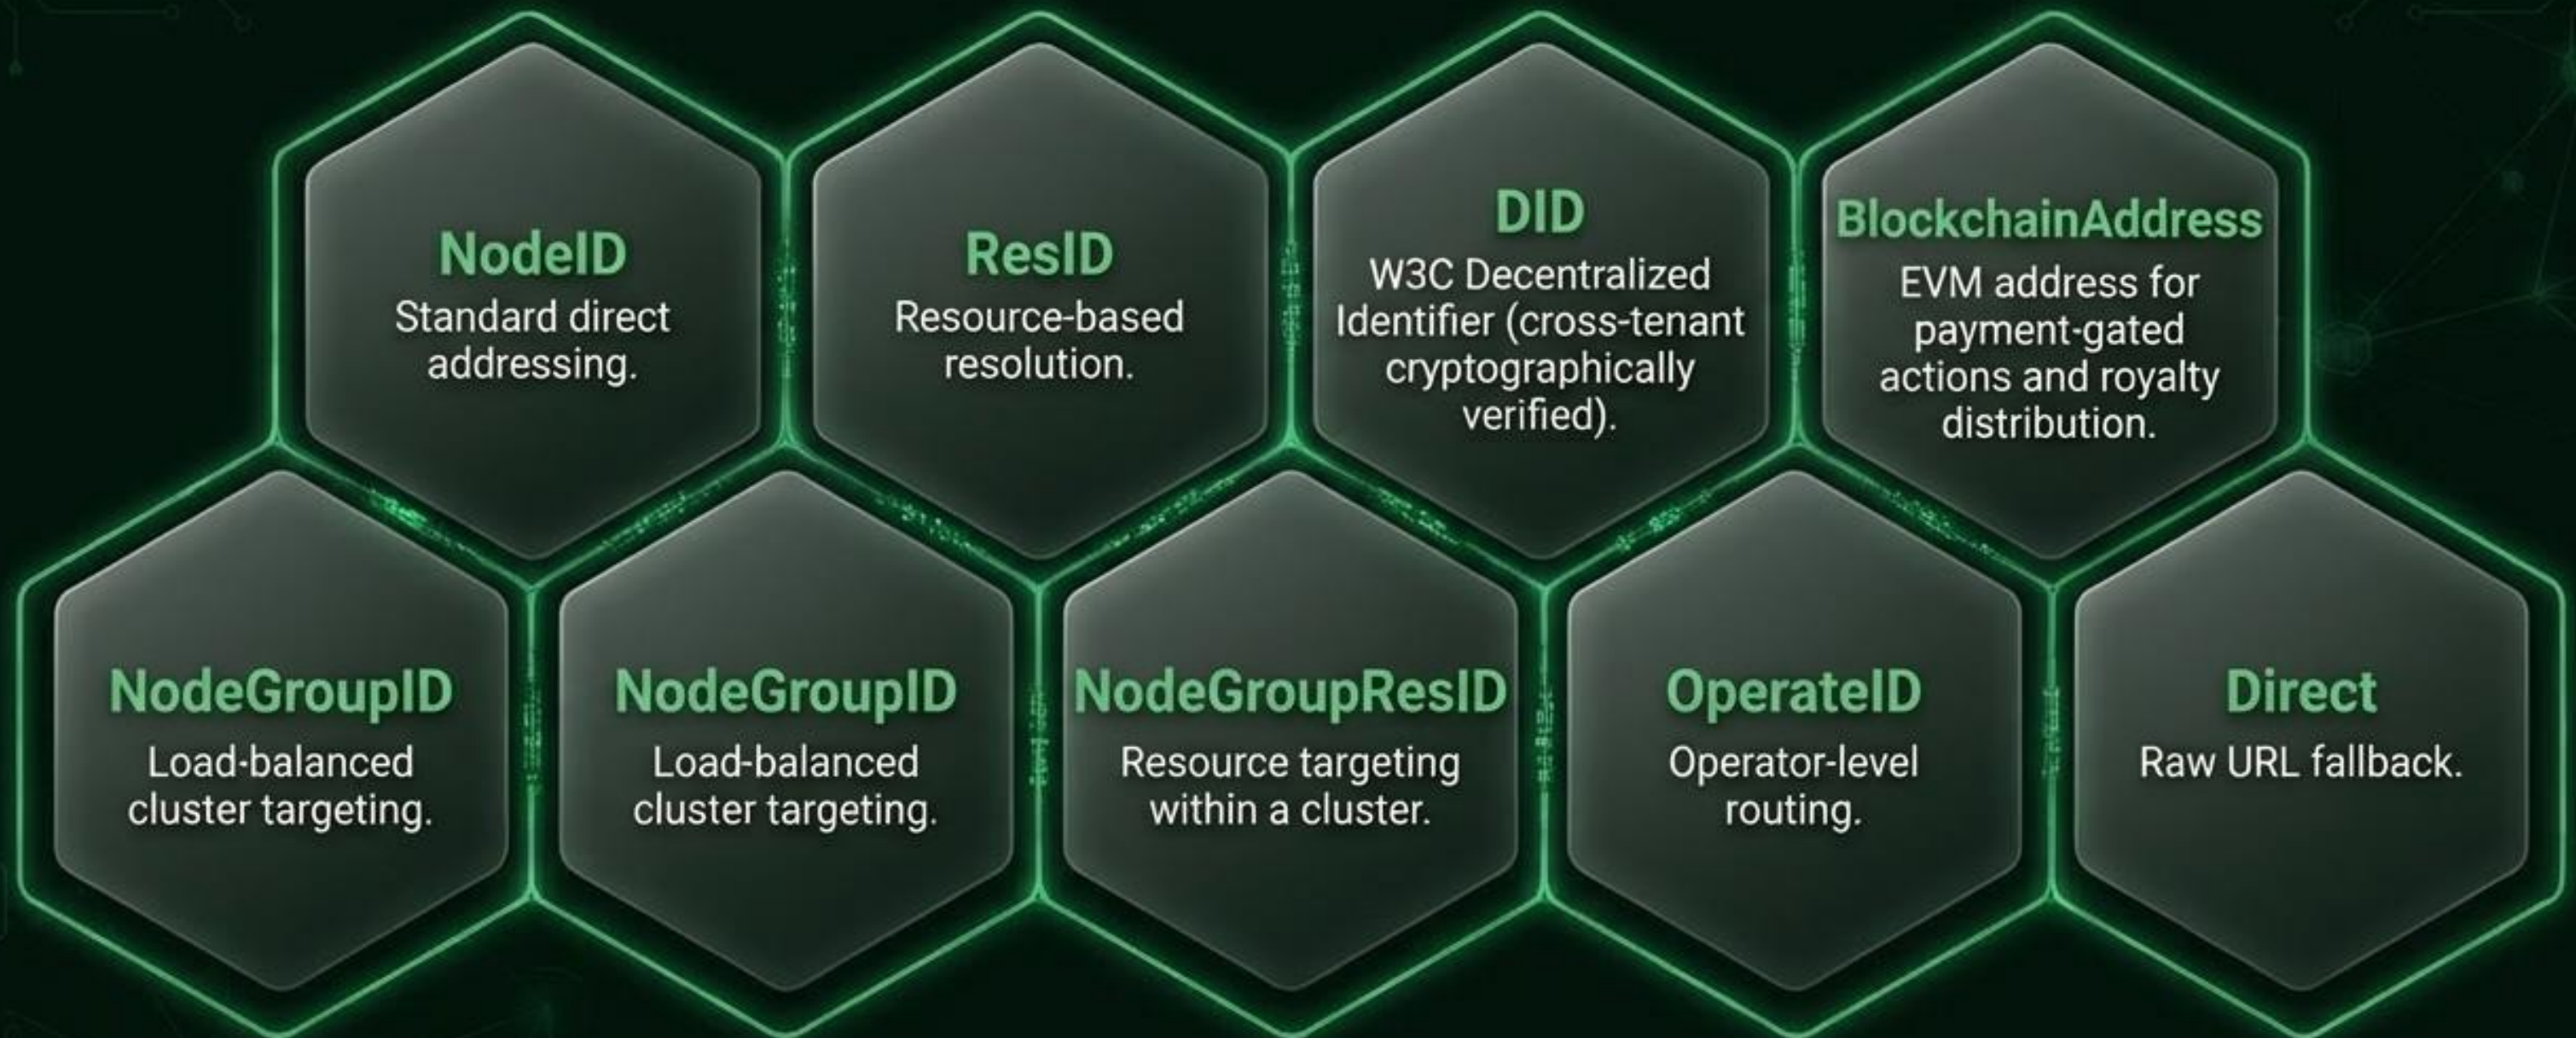 NodeID
Standard direct
addressing.
ResID
Resource-based
resolution.
DID
W3C Decentralized
Identifier (cross-tenant
cryptographically
verified).
BlockchainAddress
EVM address for
payment-gated
actions and royalty
distribution.
NodeGroupID
Load-balanced
cluster targeting.
NodeGroupID
Load-balanced
cluster targeting.
NodeGroupResID
Resource targeting
within a cluster.
OperateID
Operator-level
routing.
Direct
Raw URL fallback.